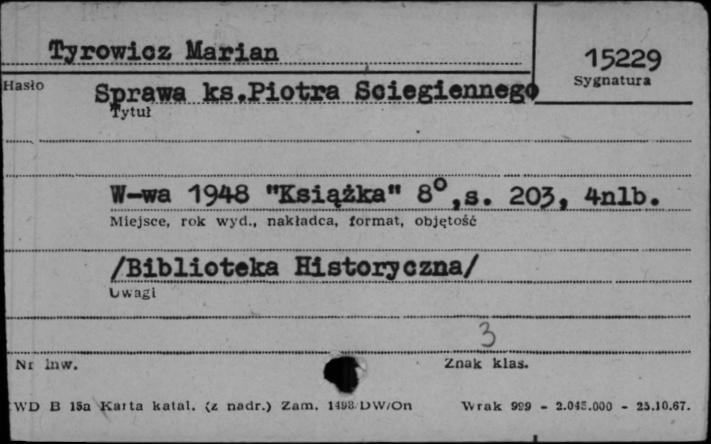 Tyrowicz Marian
15229
Hasło
Sygnatura
Sprawa ks.Piotra Sciegiennego
Tytuł
W-wa 1948 "Książka" 8°,s. 203, 4nlb.
Miejsce, rok wyd., nakładca, format, objętość
/Biblioteka Historyczna/
Uwagi
3
Nr inw.
Znak klas.
WD B 15a Karta katal. (z nadr.) Zam. 1498/DW/On
Wrak 999 - 2.045.000 - 25.10.67.